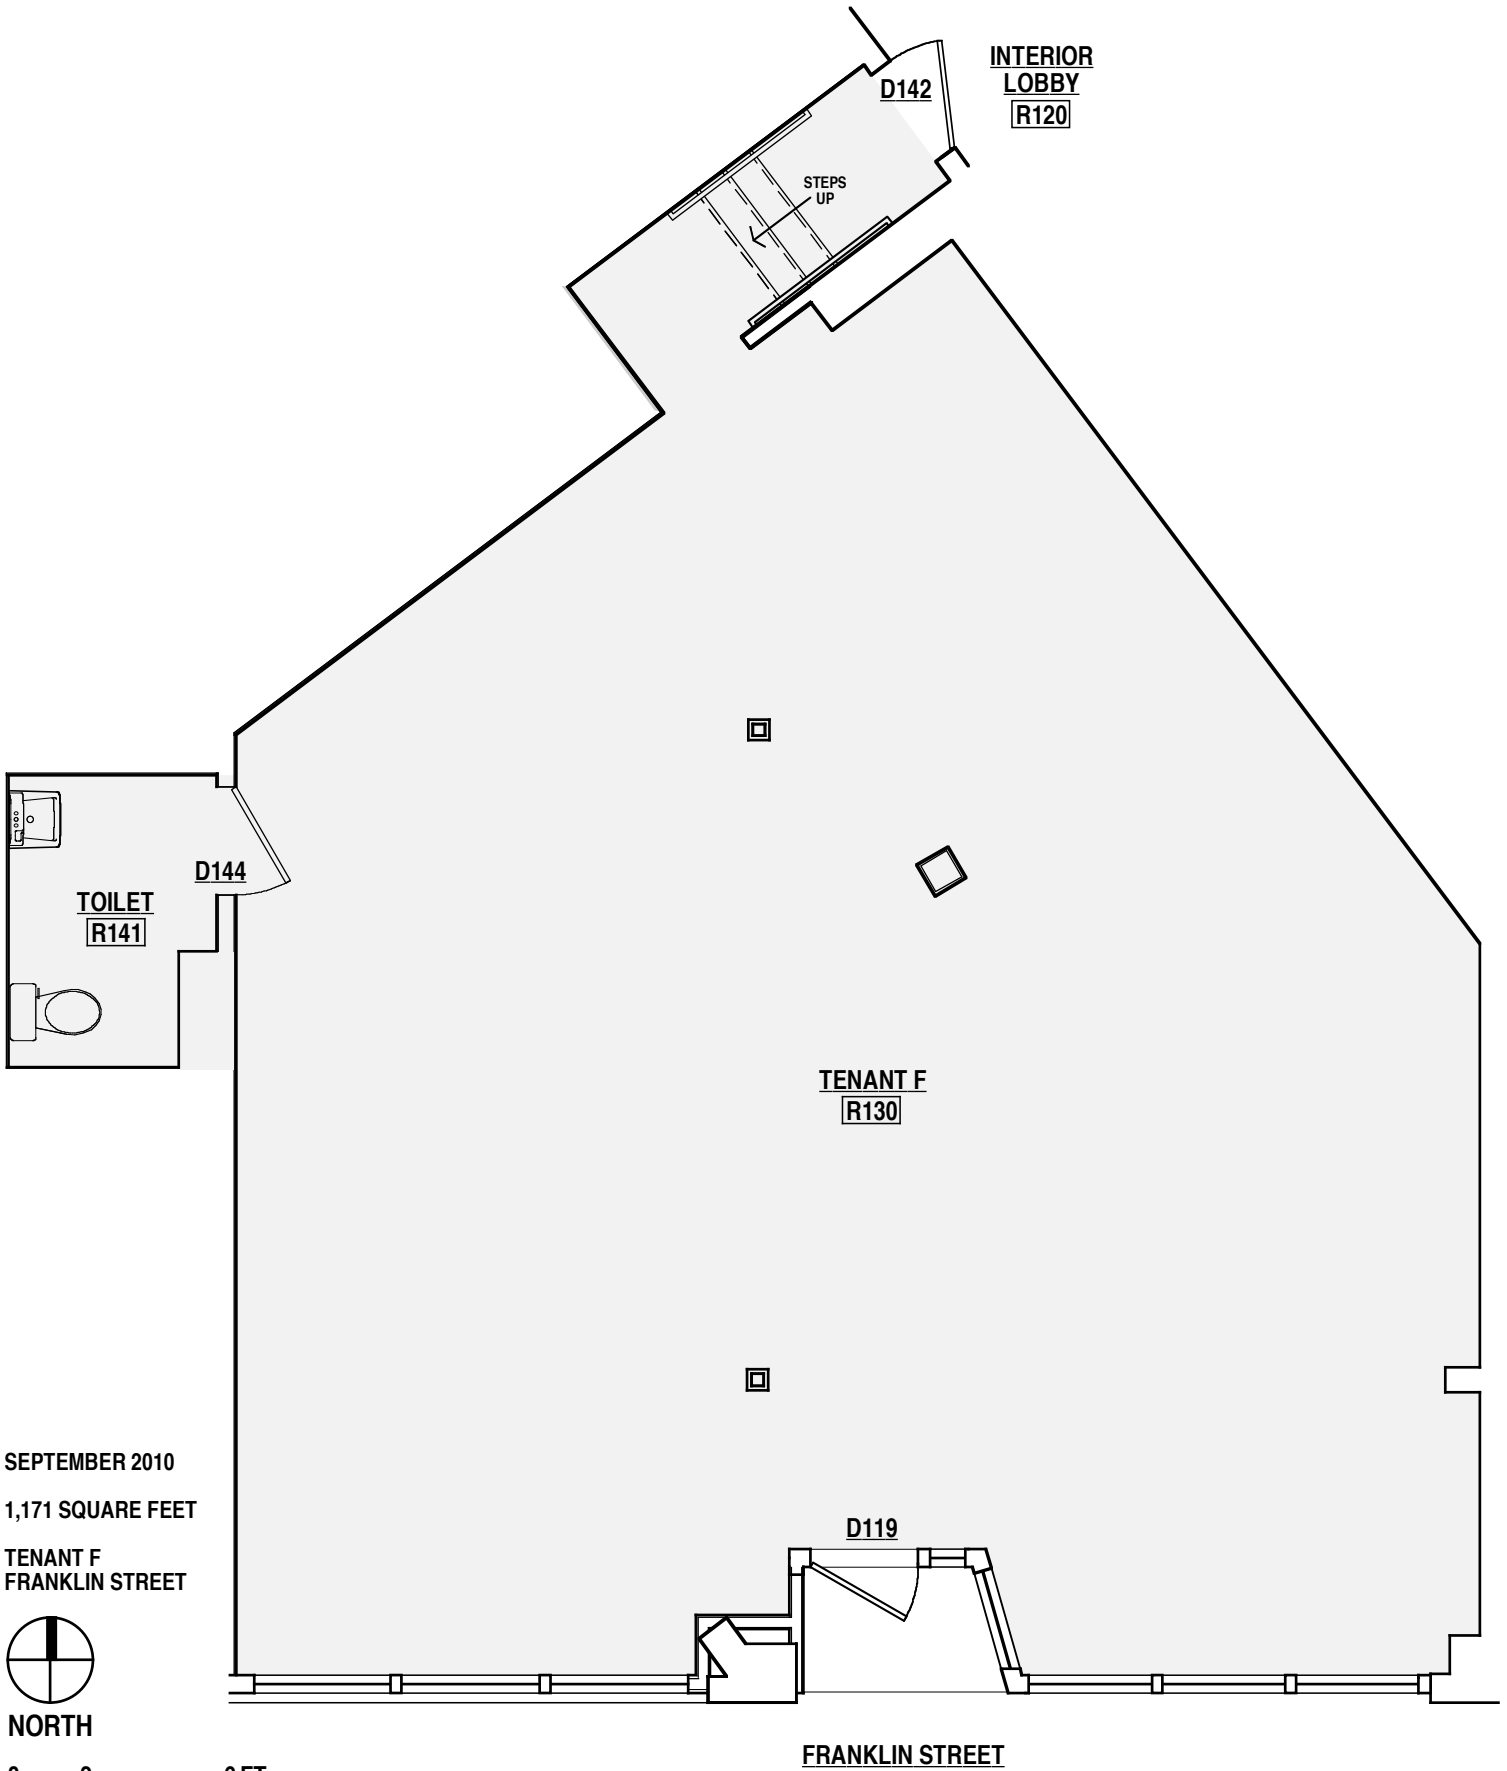 INTERIOR
LOBBY
R120
D142
STEPS
UP
D144
TOILET
R141
TENANT F
R130
D119
SEPTEMBER 2010
1,171 SQUARE FEET
TENANT F
FRANKLIN STREET
NORTH
FRANKLIN STREET